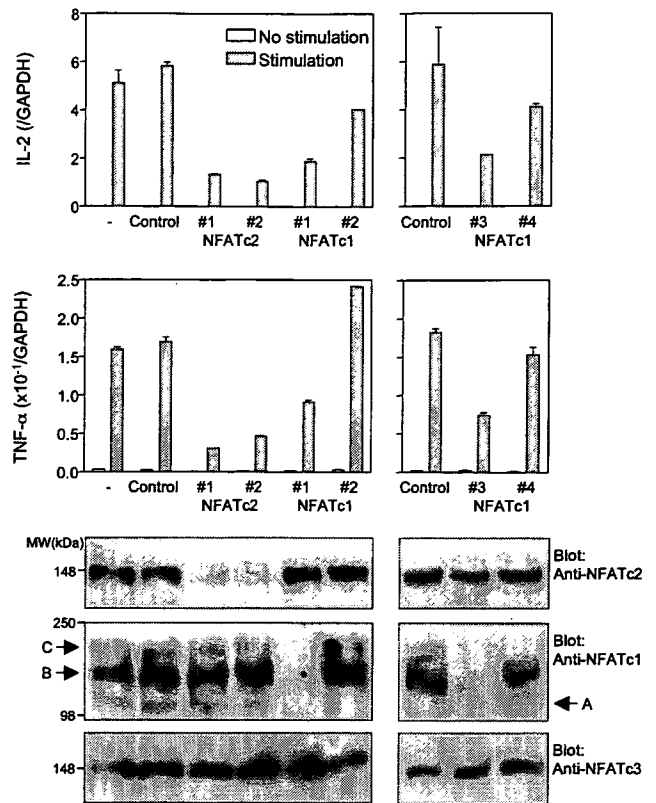 IL-2 (/GAPDH)
8
6
4
2
0
No stimulation
Stimulation
- Control #1 #2 #1 #2
NFATc2 NFATc1
Control #3 #4
NFATc1
TNF-α (x10⁻¹/GAPDH)
2.5
2.0
1.5
1.0
0.5
0.0
- Control #1 #2 #1 #2
NFATc2 NFATc1
Control #3 #4
NFATc1
MW(kDa)
148
Blot:
Anti-NFATc2
250
C
B
98
Blot:
Anti-NFATc1
A
148
Blot:
Anti-NFATc3